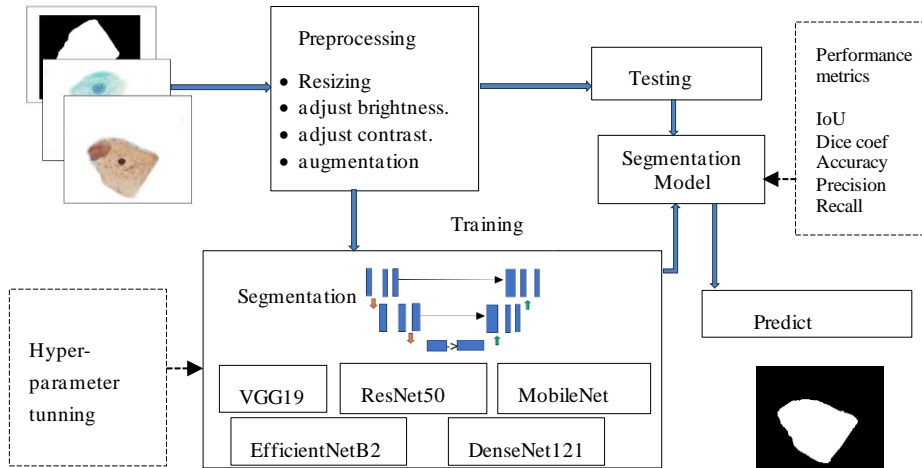 Preprocessing
• Resizing
• adjust brightness.
• adjust contrast.
• augmentation
Testing
Segmentation
Model
Performance
metrics
IoU
Dice coef
Accuracy
Precision
Recall
Training
Segmentation
->
Hyper-
parameter
tunning
VGG19
ResNet50
MobileNet
EfficientNetB2
DenseNet121
Predict